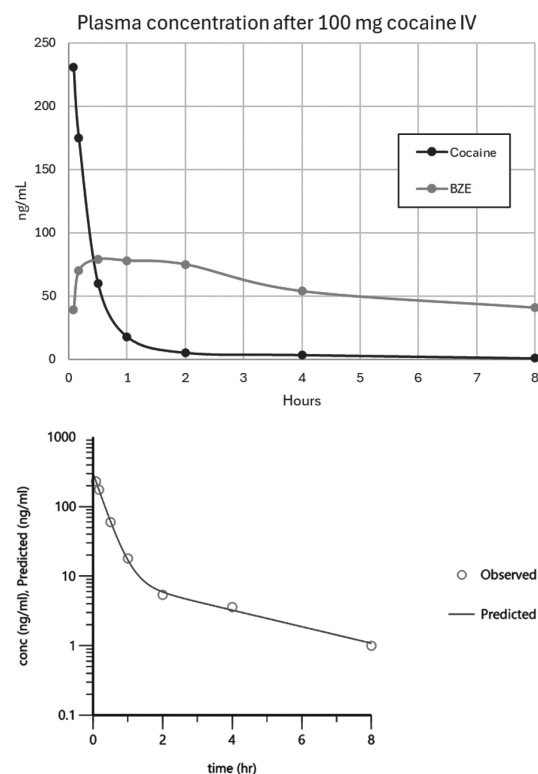 Plasma concentration after 100 mg cocaine IV
250
200
150
100
50
0
ng/mL
Cocaine
BZE
0 1 2 3 4 5 6 7 8
Hours
1000
100
10
1
0.1
conc (ng/ml), Predicted (ng/ml)
Observed
Predicted
0 2 4 6 8
time (hr)